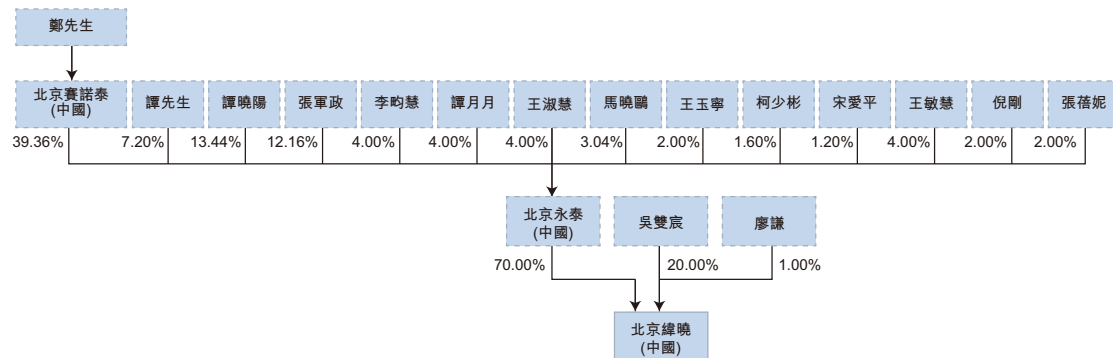 鄭先生
北京賽諾泰
(中國)
譚先生
譚曉陽
張軍政
李畇慧
譚月月
王淑慧
馬曉鷗
王玉寧
柯少彬
宋愛平
王敏慧
倪剛
張蓓妮
39.36%
7.20%
13.44%
12.16%
4.00%
4.00%
4.00%
3.04%
2.00%
1.60%
1.20%
4.00%
2.00%
2.00%
北京永泰
(中國)
吳雙宸
廖謙
70.00%
20.00%
1.00%
北京緯曉
(中國)